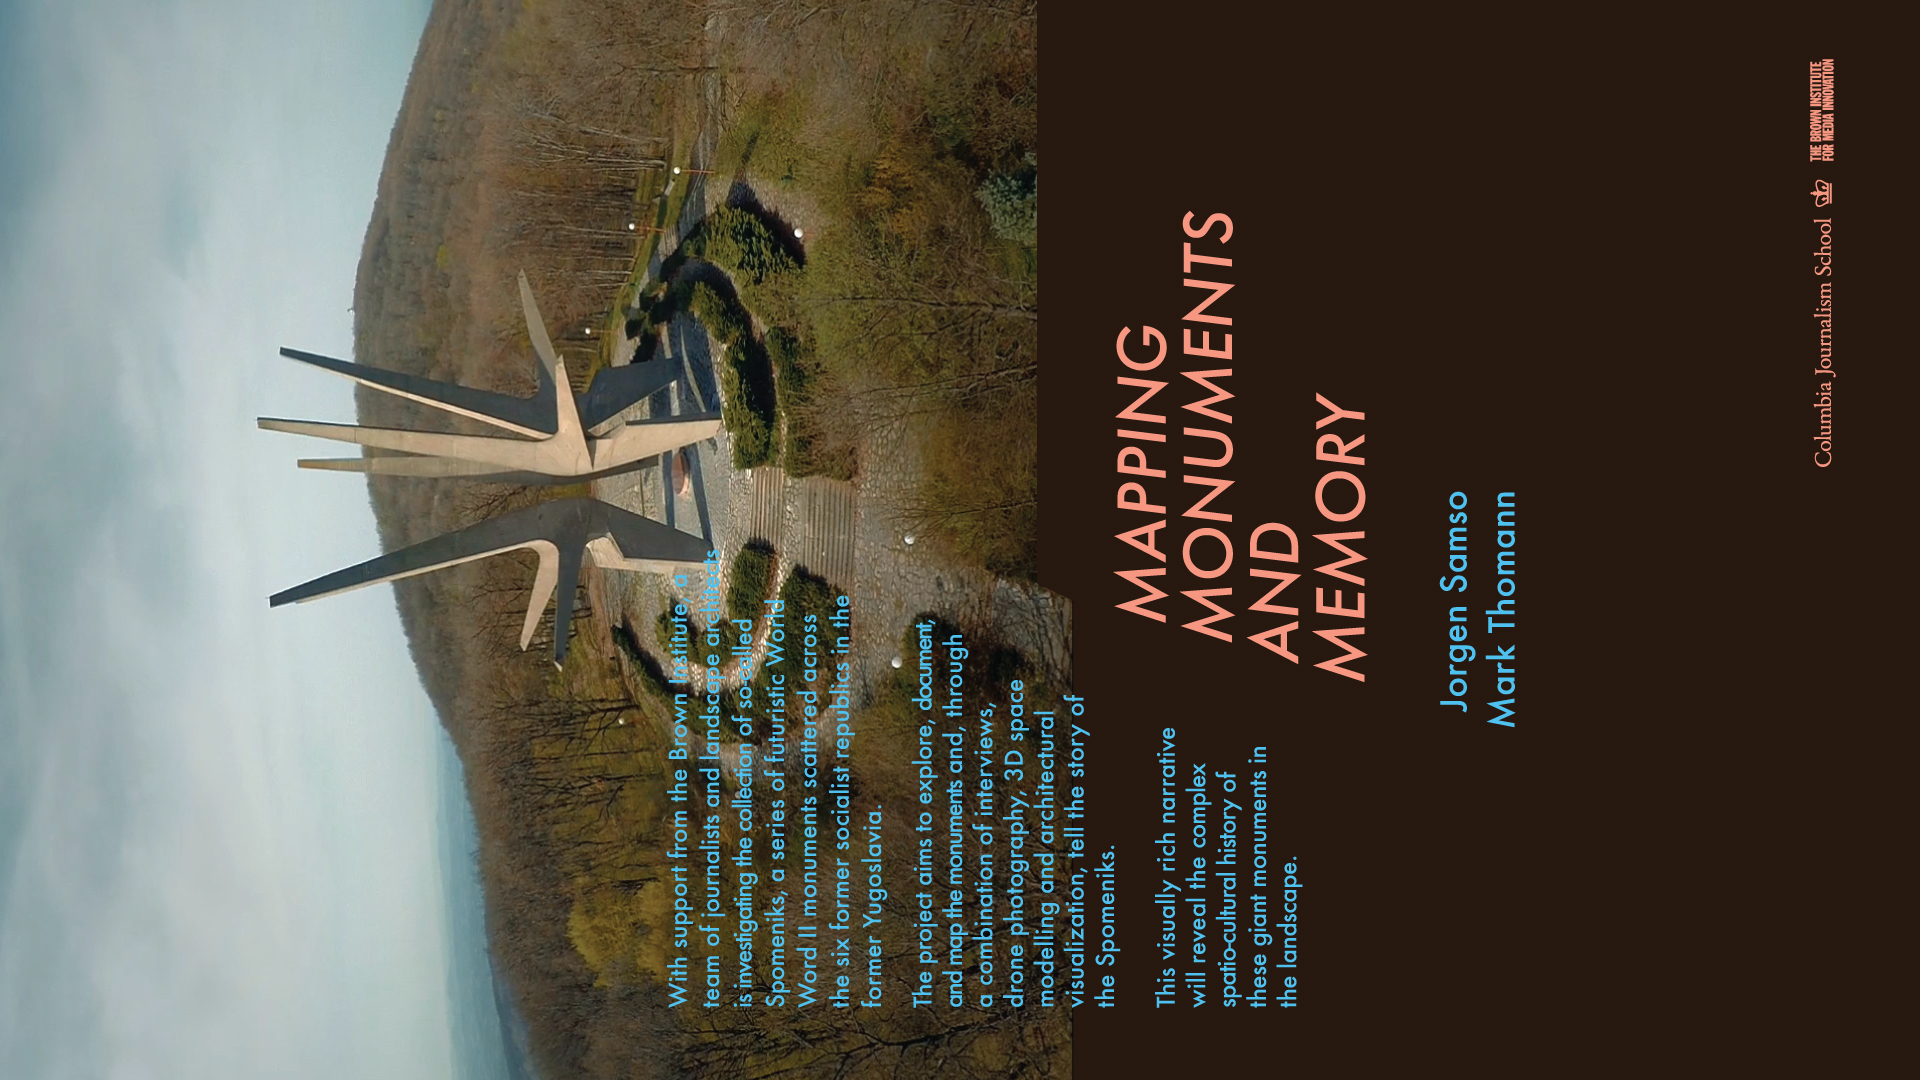 With support from the Brown Institute, a
team of journalists and landscape architects
is investigating the collection of so-called
Spomeniks, a series of futuristic World
Word II monuments scattered across
the six former socialist republics in the
former Yugoslavia.
The project aims to explore, document,
and map the monuments and, through
a combination of interviews,
drone photography, 3D space
modelling and architectural
visualization, tell the story of
the Spomeniks.
This visually rich narrative
will reveal the complex
spatio-cultural history of
these giant monuments in
the landscape.
MAPPING
MONUMENTS
AND
MEMORY
Jorgen Samso
Mark Thomann
Columbia Journalism School
THE BROWN INSTITUTE
FOR MEDIA INNOVATION